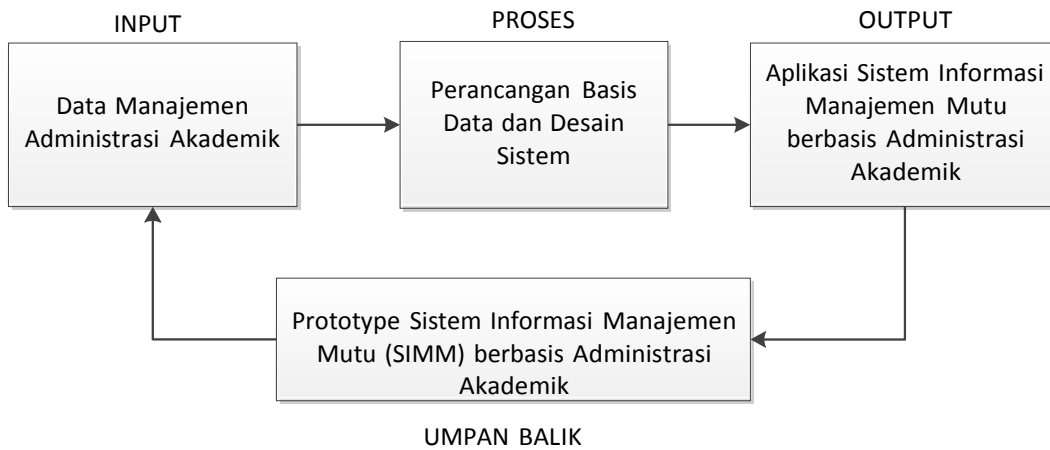 INPUT
PROSES
OUTPUT
Data Manajemen
Administrasi Akademik
Perancangan Basis
Data dan Desain
Sistem
Aplikasi Sistem Informasi
Manajemen Mutu
berbasis Administrasi
Akademik
Prototype Sistem Informasi Manajemen
Mutu (SIMM) berbasis Administrasi
Akademik
UMPAN BALIK